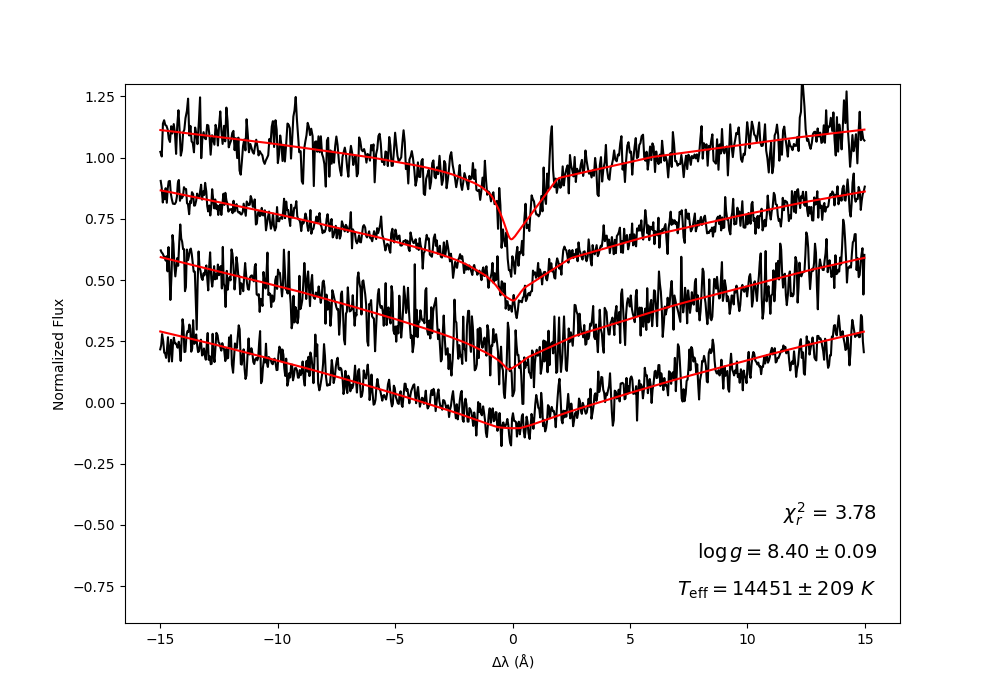 1.25
1.00
0.75
0.50
0.25
0.00
−0.25
−0.50
−0.75
Normalized Flux
χ²ᵣ = 3.78
log g = 8.40 ± 0.09
T_eff = 14451 ± 209 K
−15 −10 −5 0 5 10 15
Δλ (Å)